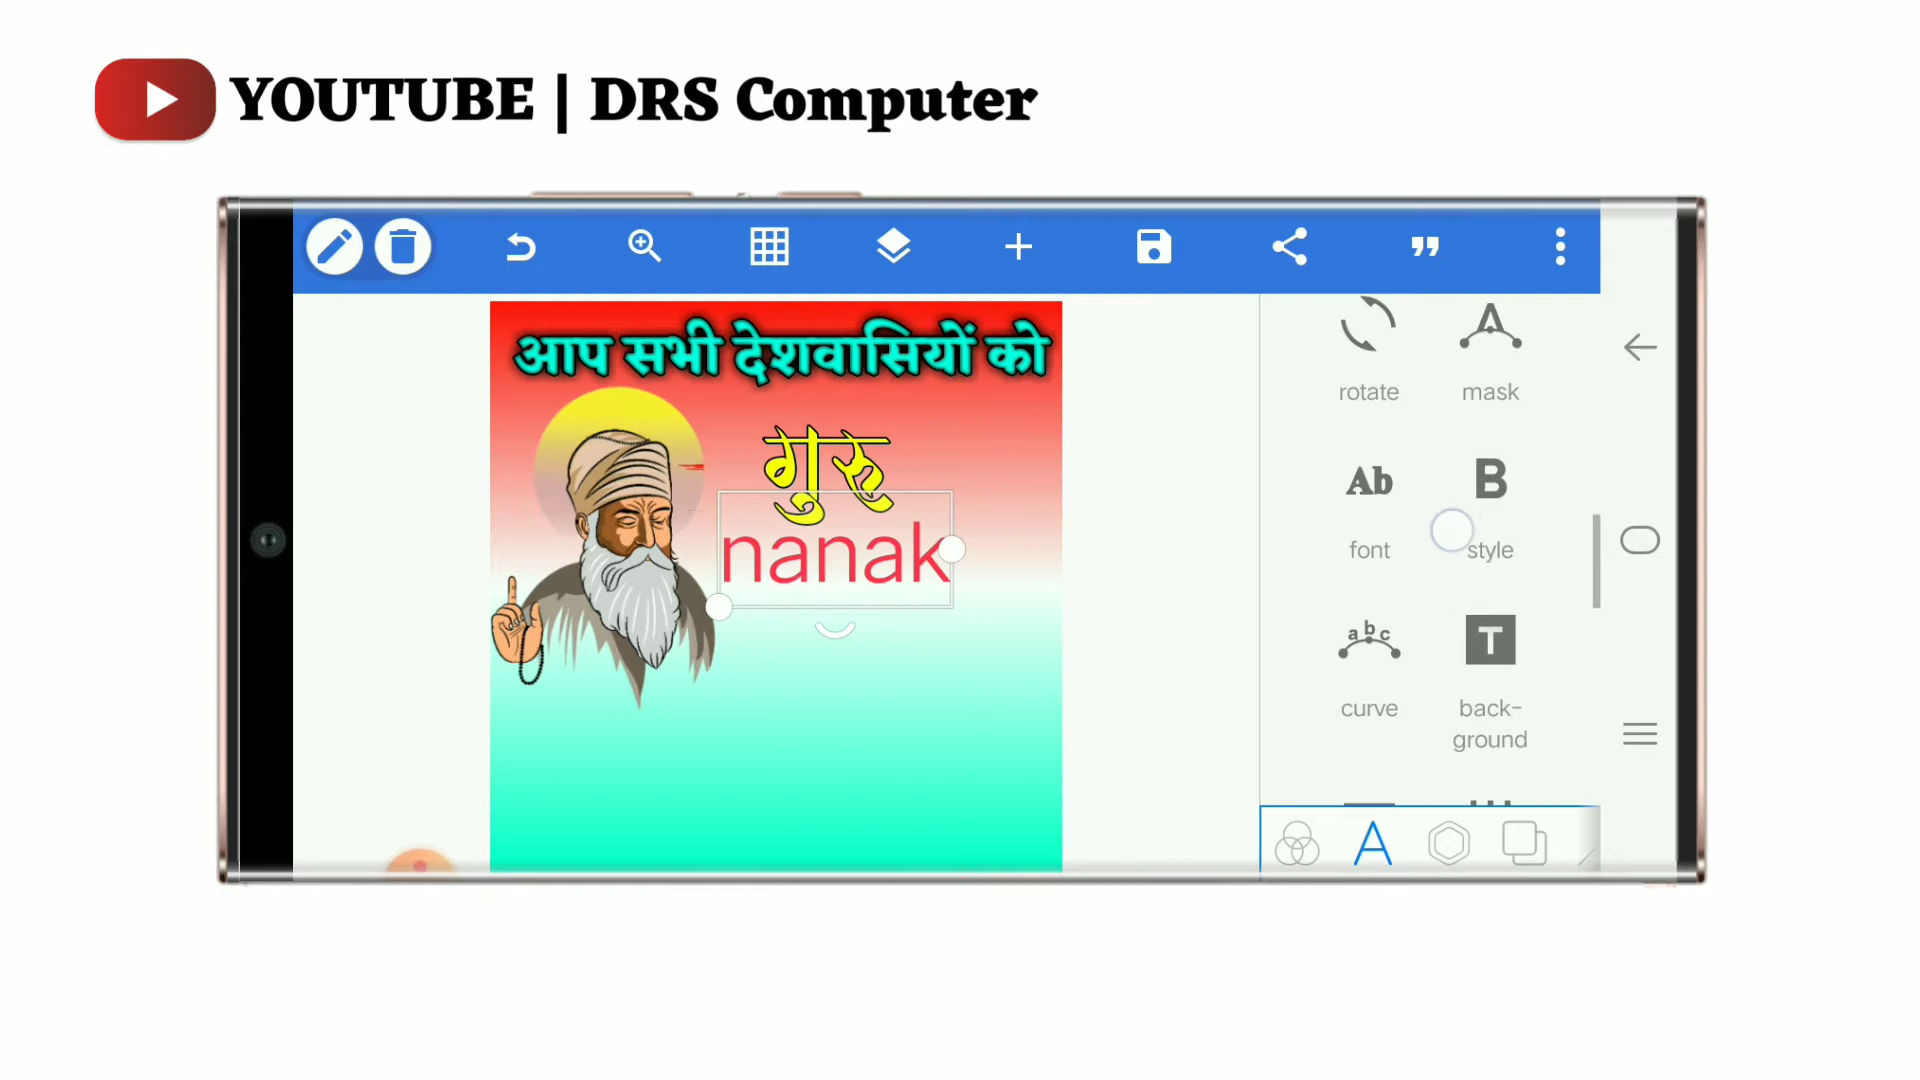 YOUTUBE | DRS Computer
आप सभी देशवासियों को
गुरु
nanak
rotate
mask
Ab
B
font
style
abc
T
curve
back-
ground
A